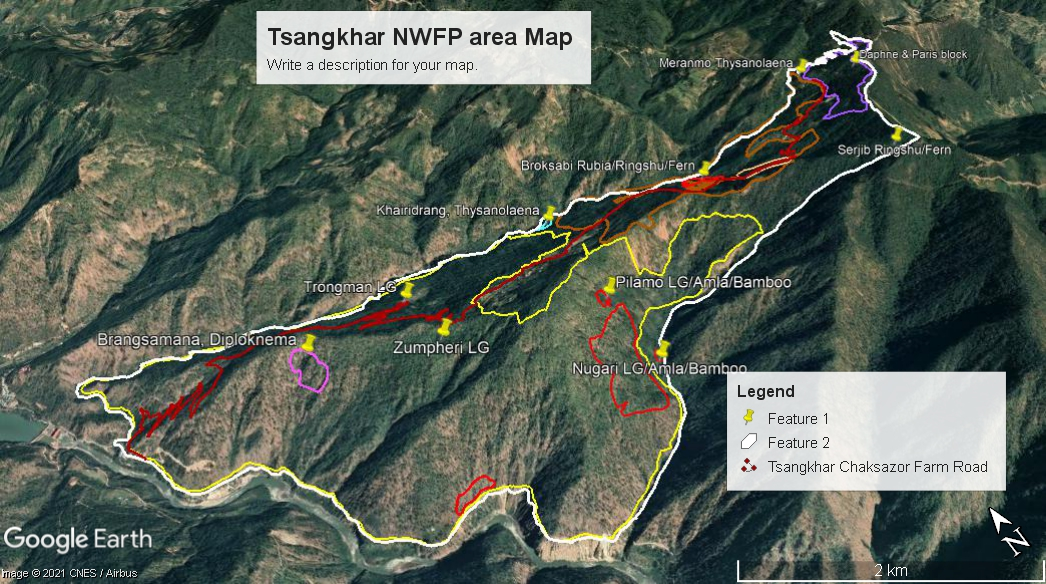 Tsangkhar NWFP area Map
Write a description for your map.
Meranmo Thysanolaena
Daphne & Paris block
Serjib Ringshu/Fern
Broksabi Rubia/Ringshu/Fern
Khairidrang, Thysanolaena
Trongman LG
Pilamo LG/Amla/Bamboo
Brangsamana, Diploknema
Zumpheri LG
Nugari LG/Amla/Bamboo
Legend
Feature 1
Feature 2
Tsangkhar Chaksazor Farm Road
Google Earth
mage © 2021 CNES / Airbus
N
2 km